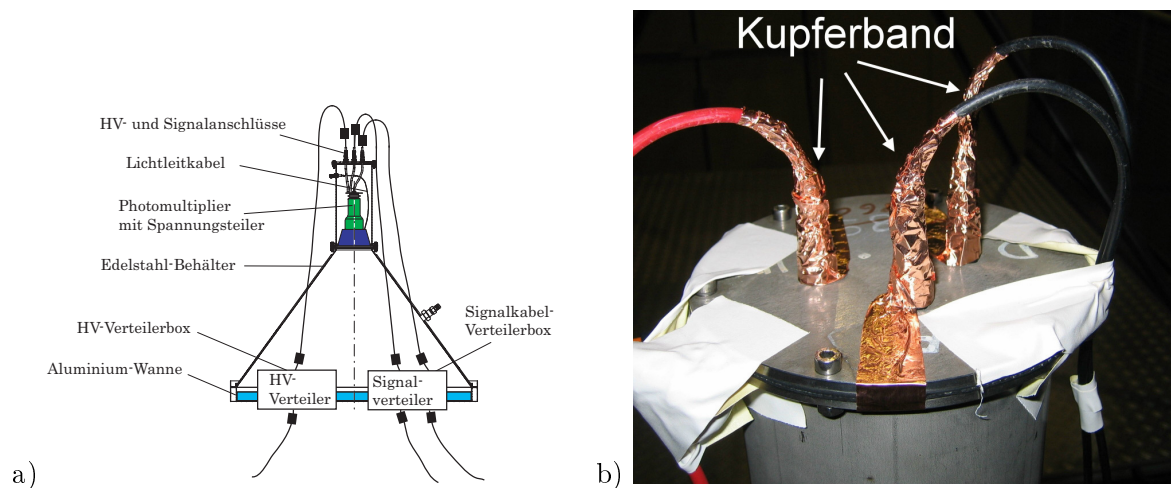 HV- und Signalanschlüsse
Lichtleitkabel
Photomultiplier
mit Spannungsteiler
Edelstahl-Behälter
HV-Verteilerbox
Aluminium-Wanne
Signalkabel-
Verteilerbox
HV-
Verteiler
Signal-
verteiler
a)
Kupferband
b)